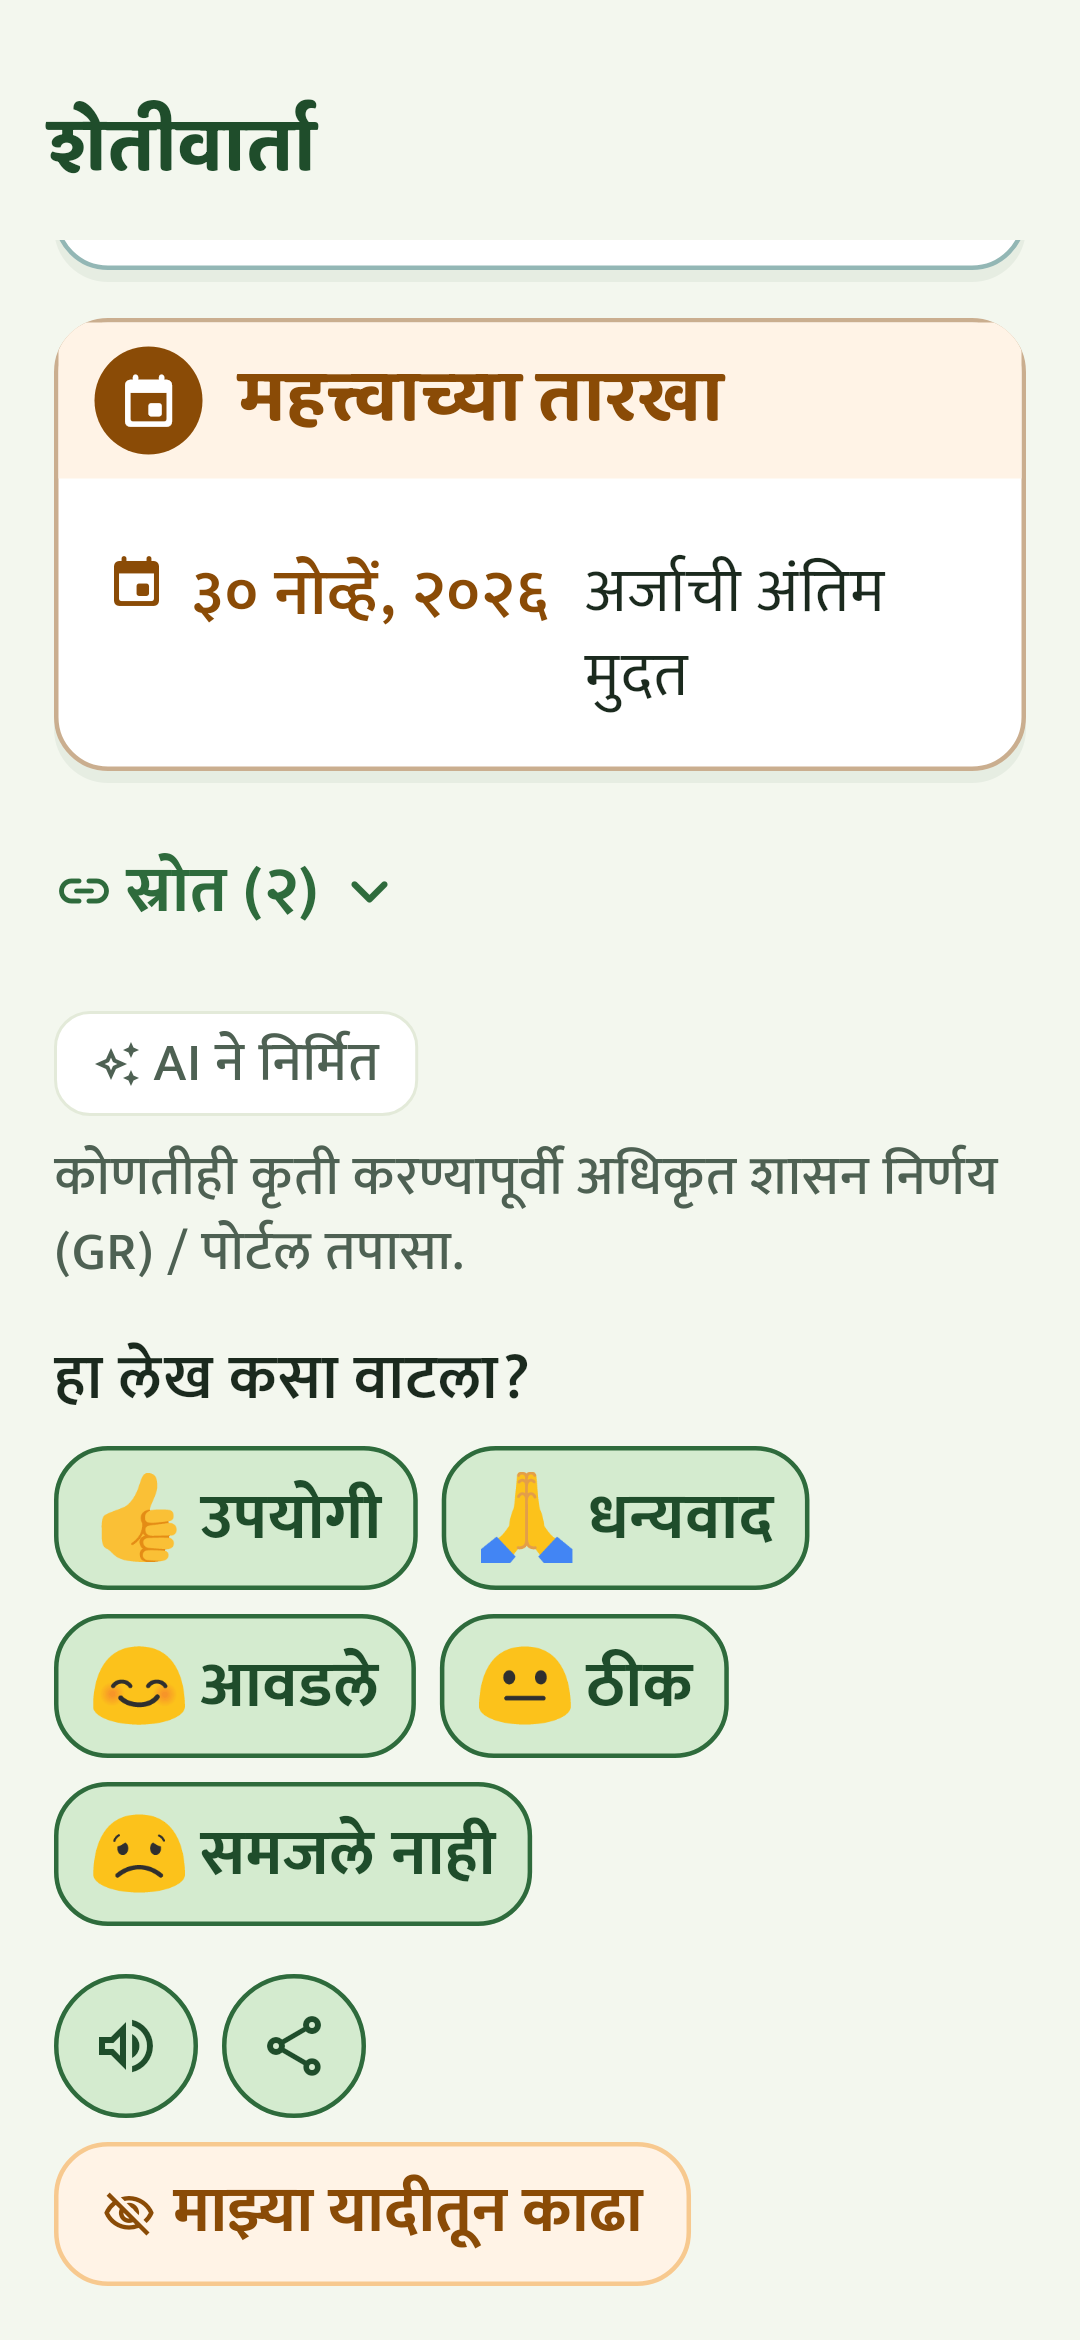 शेतीवार्ता
महत्त्वाच्या तारखा
३० नोव्हें, २०२६ अर्जाची अंतिम
मुदत
स्रोत (२)
AI ने निर्मित
कोणतीही कृती करण्यापूर्वी अधिकृत शासन निर्णय
(GR) / पोर्टल तपासा.
हा लेख कसा वाटला?
👍 उपयोगी 🙏 धन्यवाद
😊 आवडले 😐 ठीक
😟 समजले नाही
माझ्या यादीतून काढा